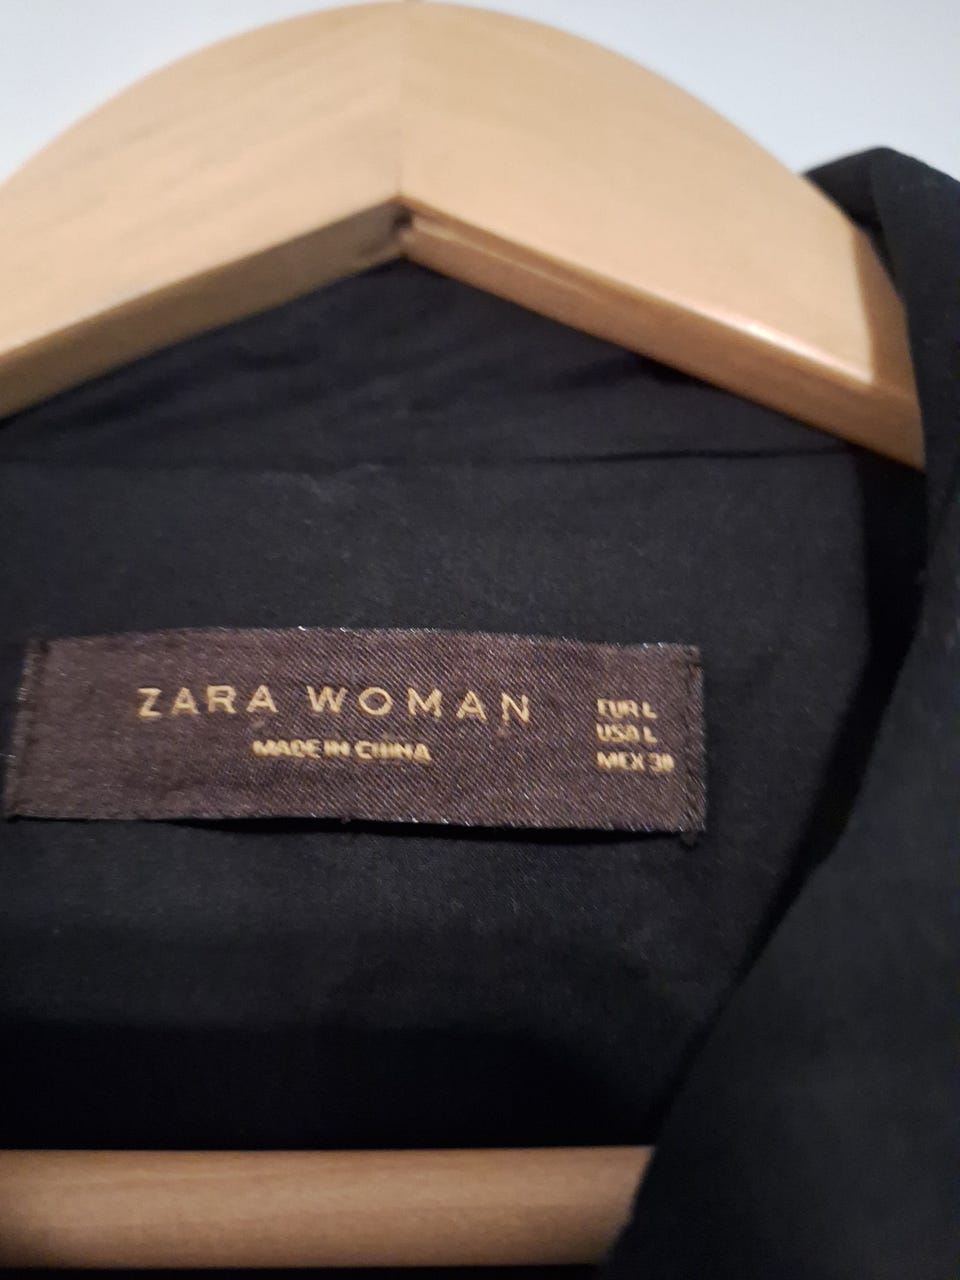 ZARA WOMAN
MADE IN CHINA
EUR L
USA L
MEX 30